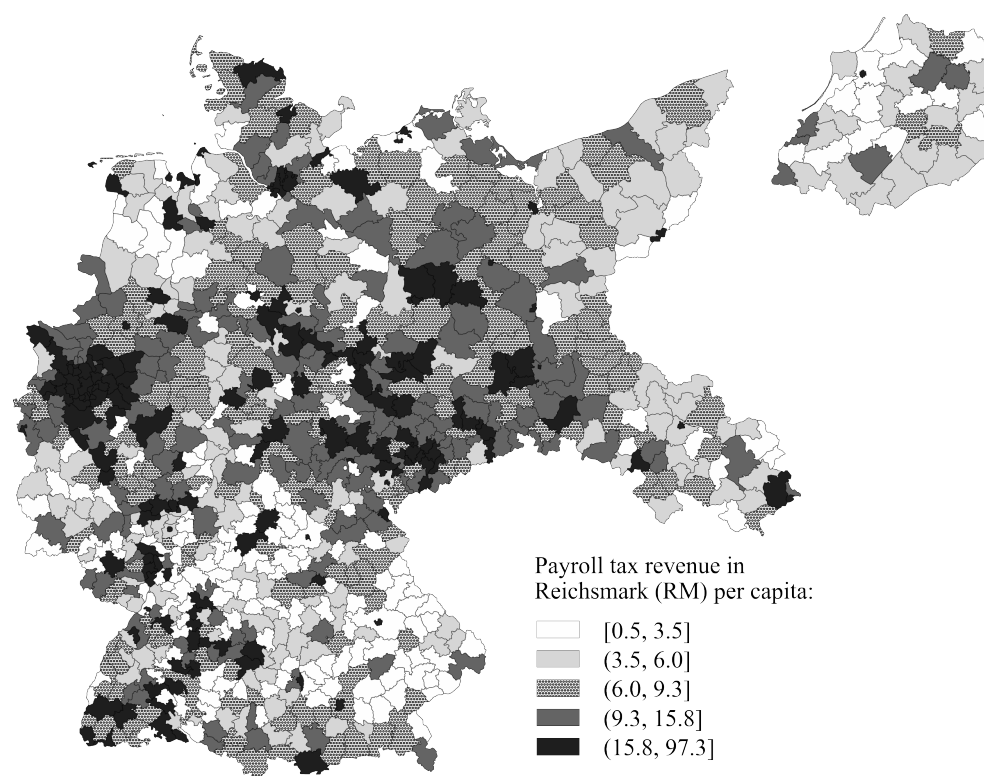 Payroll tax revenue in
Reichsmark (RM) per capita:
[0.5, 3.5]
(3.5, 6.0]
(6.0, 9.3]
(9.3, 15.8]
(15.8, 97.3]